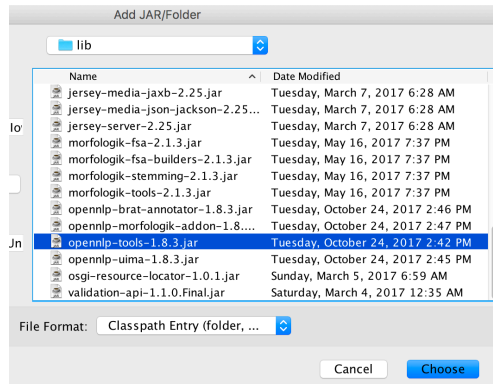 Add JAR/Folder
lib
Name Date Modified
jersey-media-jaxb-2.25.jar Tuesday, March 7, 2017 6:28 AM
jersey-media-json-jackson-2.25... Tuesday, March 7, 2017 6:28 AM
jersey-server-2.25.jar Tuesday, March 7, 2017 6:28 AM
morfologik-fsa-2.1.3.jar Tuesday, May 16, 2017 7:37 PM
morfologik-fsa-builders-2.1.3.jar Tuesday, May 16, 2017 7:37 PM
morfologik-stemming-2.1.3.jar Tuesday, May 16, 2017 7:37 PM
morfologik-tools-2.1.3.jar Tuesday, May 16, 2017 7:37 PM
opennlp-brat-annotator-1.8.3.jar Tuesday, October 24, 2017 2:46 PM
opennlp-morfologik-addon-1.8.... Tuesday, October 24, 2017 2:47 PM
opennlp-tools-1.8.3.jar Tuesday, October 24, 2017 2:42 PM
opennlp-uima-1.8.3.jar Tuesday, October 24, 2017 2:45 PM
osgi-resource-locator-1.0.1.jar Sunday, March 5, 2017 6:59 AM
validation-api-1.1.0.Final.jar Saturday, March 4, 2017 12:35 AM
File Format: Classpath Entry (folder, ...
Cancel Choose